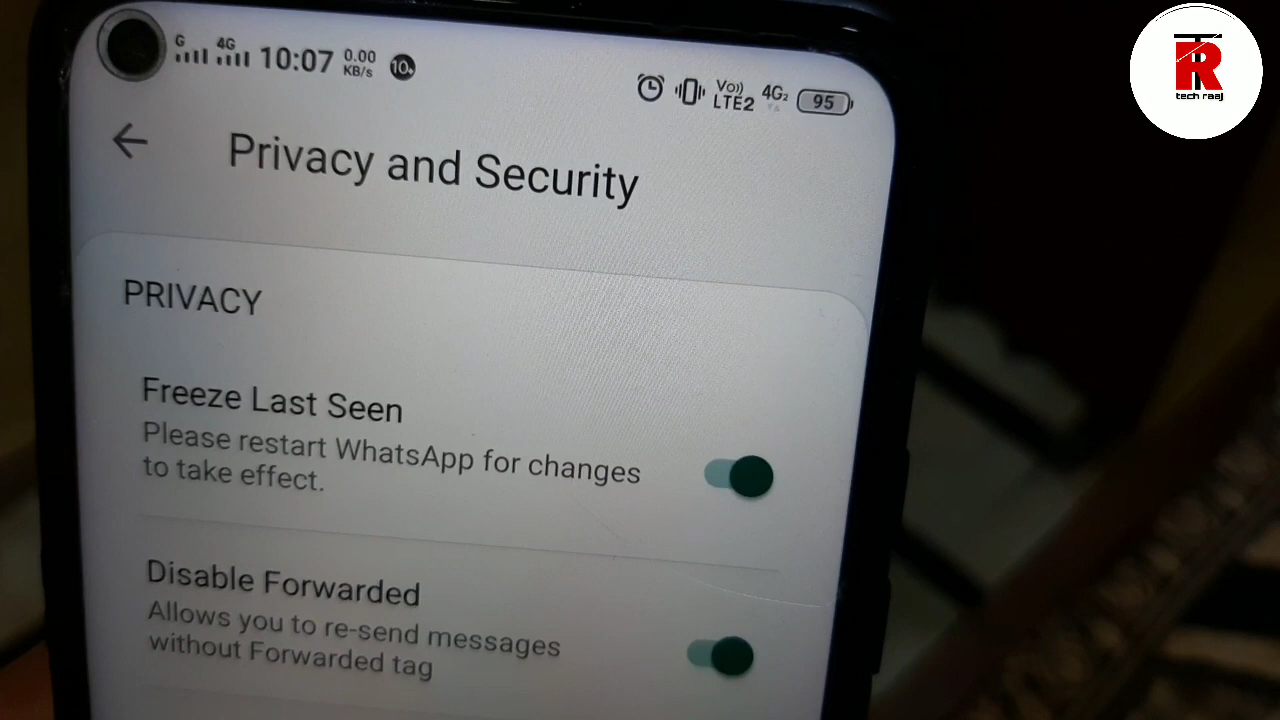 G 4G 10:07 0.00 KB/s 10
Vo)) LTE2 4G2 95
TR
tech raaj
Privacy and Security
PRIVACY
Freeze Last Seen
Please restart WhatsApp for changes
to take effect.
Disable Forwarded
Allows you to re-send messages
without Forwarded tag